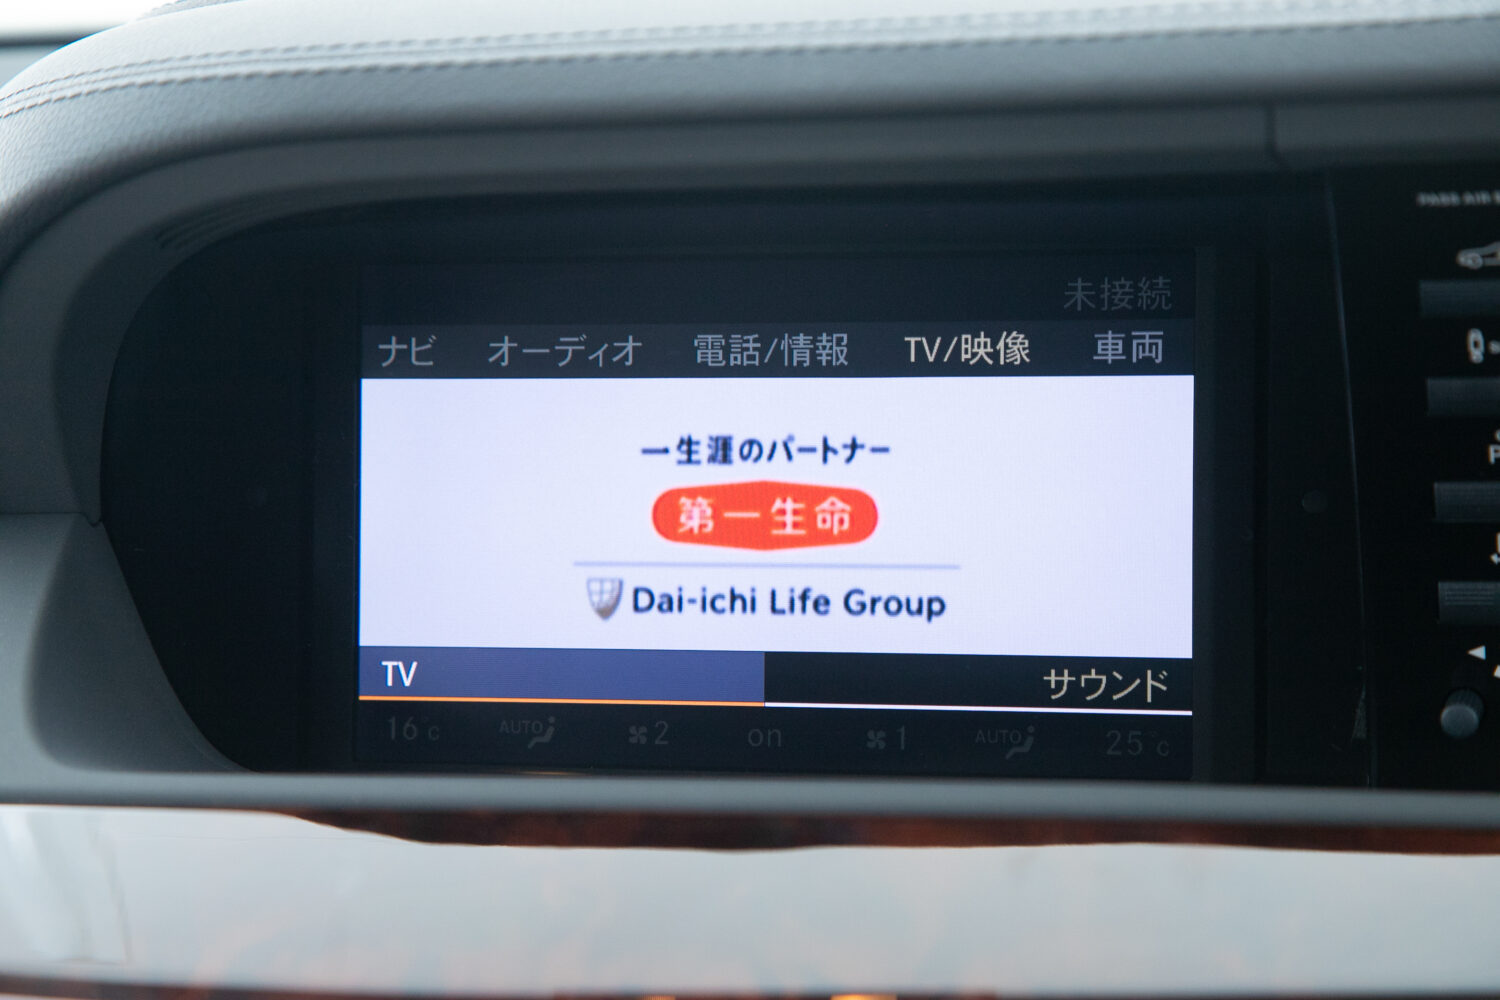 未接続
ナビ オーディオ 電話/情報 TV/映像 車両
一生涯のパートナー
第一生命
Dai-ichi Life Group
TV サウンド
16°C AUTO 2 on 1 AUTO 25°C
PASS AIR